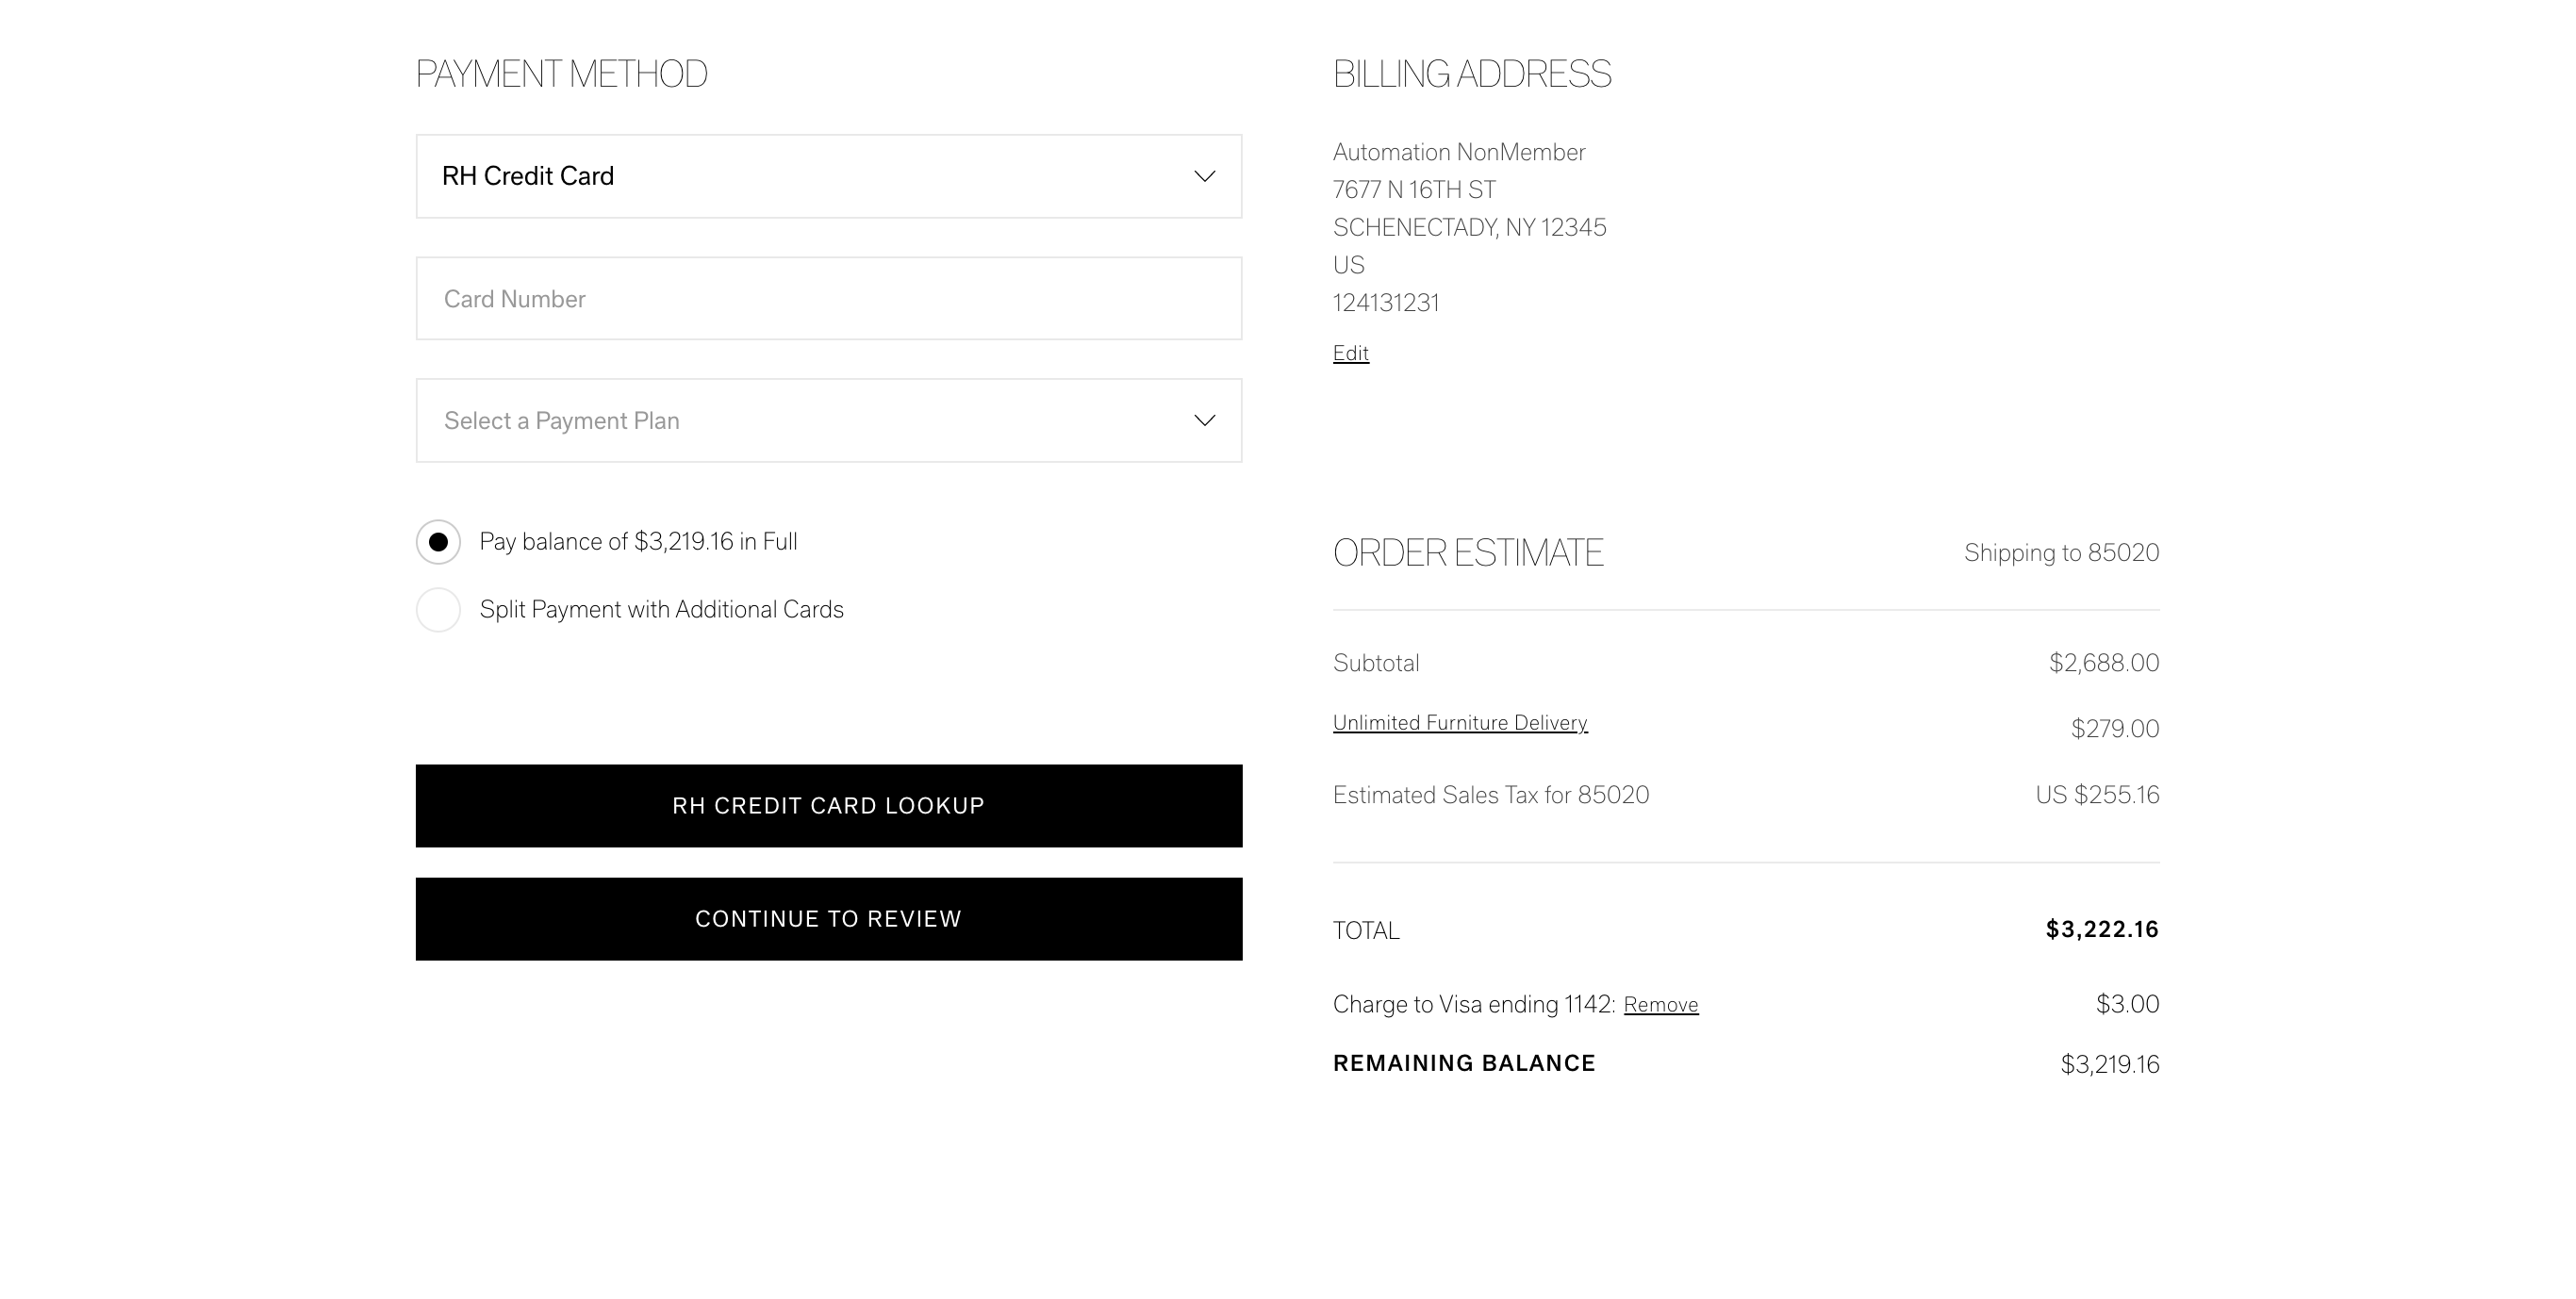 PAYMENT METHOD
RH Credit Card
Card Number
Select a Payment Plan
Pay balance of $3,219.16 in Full
Split Payment with Additional Cards
RH CREDIT CARD LOOKUP
CONTINUE TO REVIEW
BILLING ADDRESS
Automation NonMember
7677 N 16TH ST
SCHENECTADY, NY 12345
US
124131231
Edit
ORDER ESTIMATE Shipping to 85020
Subtotal $2,688.00
Unlimited Furniture Delivery $279.00
Estimated Sales Tax for 85020 US $255.16
TOTAL $3,222.16
Charge to Visa ending 1142: Remove $3.00
REMAINING BALANCE $3,219.16